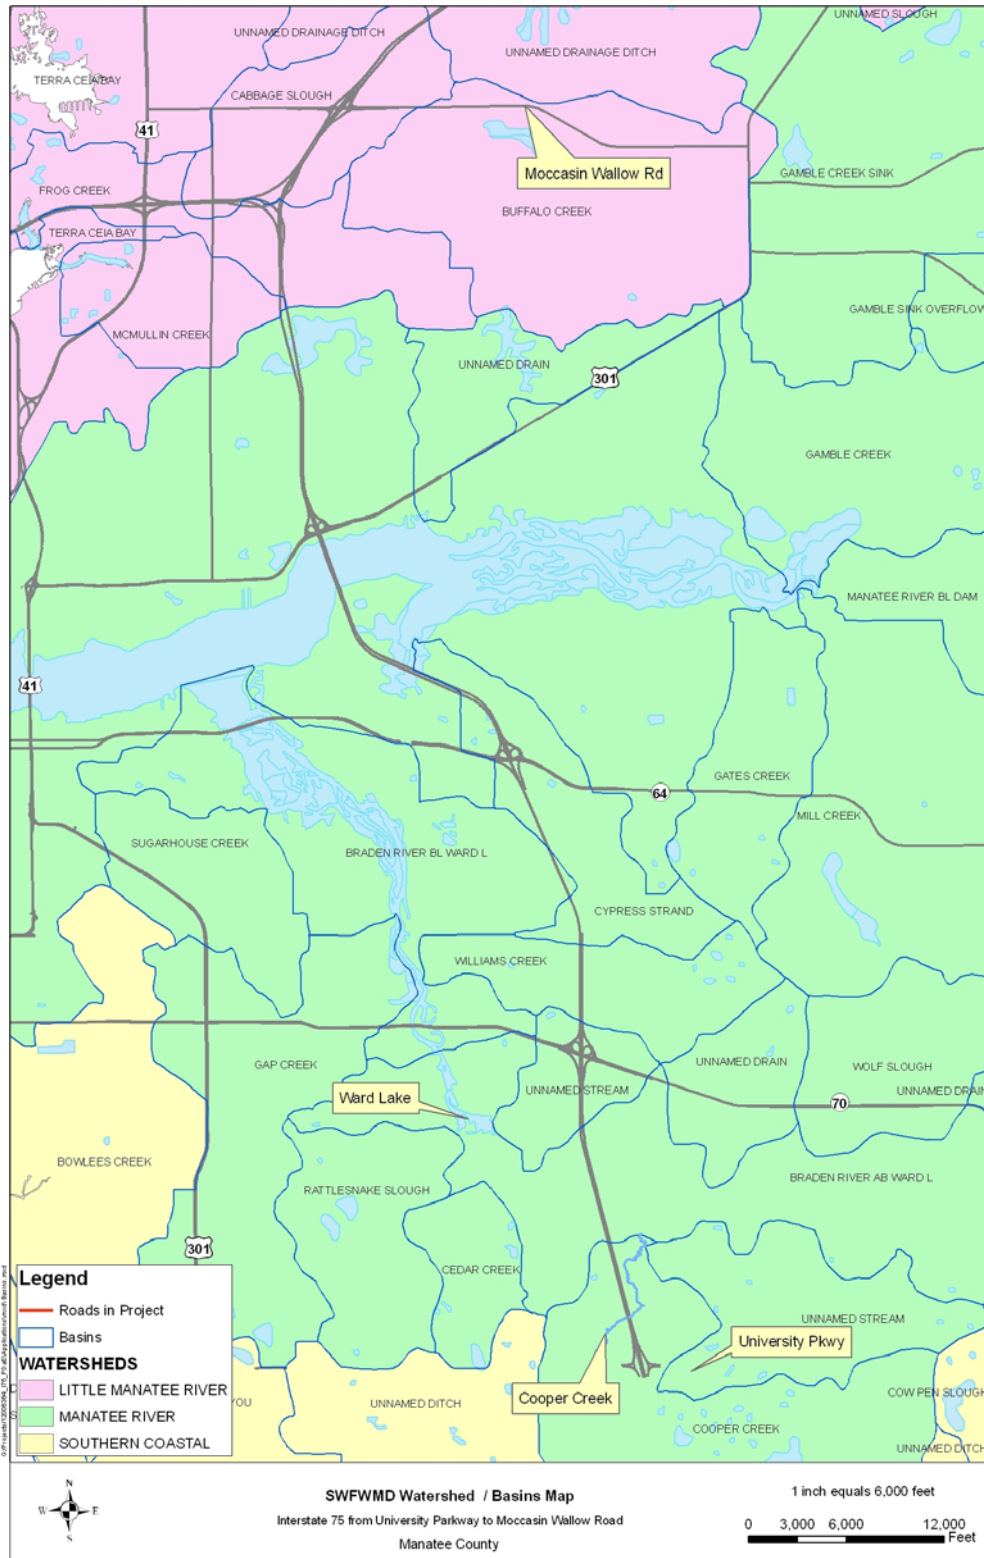 UNNAMED SLOUGH
UNNAMED DRAINAGE DITCH
UNNAMED DRAINAGE DITCH
TERRA CEIA BAY
CABBAGE SLOUGH
41
Moccasin Wallow Rd
GAMBLE CREEK SINK
FROG CREEK
BUFFALO CREEK
TERRA CEIA BAY
GAMBLE SINK OVERFLOW
MCMULLIN CREEK
UNNAMED DRAIN
301
GAMBLE CREEK
MANATEE RIVER BL DAM
41
GATES CREEK
64
MILL CREEK
SUGARHOUSE CREEK
BRADEN RIVER BL WARD L
CYPRESS STRAND
WILLIAMS CREEK
GAP CREEK
UNNAMED DRAIN
WOLF SLOUGH
UNNAMED STREAM
UNNAMED DRAIN
Ward Lake
70
BOWLEES CREEK
RATTLESNAKE SLOUGH
BRADEN RIVER AB WARD L
301
CEDAR CREEK
UNNAMED STREAM
University Pkwy
Cooper Creek
COW PEN SLOUGH
UNNAMED DITCH
COOPER CREEK
UNNAMED DITCH
YOU
Legend
Roads in Project
Basins
WATERSHEDS
LITTLE MANATEE RIVER
MANATEE RIVER
SOUTHERN COASTAL
N
W E
S
SWFWMD Watershed / Basins Map
Interstate 75 from University Parkway to Moccasin Wallow Road
Manatee County
1 inch equals 6,000 feet
0 3,000 6,000 12,000
Feet